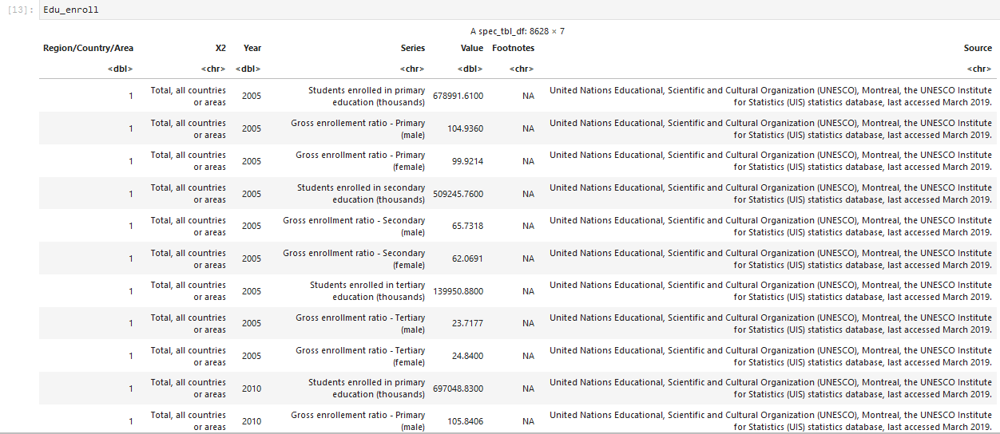 [13]: Edu_enroll
A spec_tbl_df: 8628 × 7
Region/Country/Area X2 Year Series Value Footnotes Source
<dbl> <chr> <dbl> <chr> <dbl> <chr> <chr>
1 Total, all countries or areas 2005 Students enrolled in primary education (thousands) 678991.6100 NA United Nations Educational, Scientific and Cultural Organization (UNESCO), Montreal, the UNESCO Institute for Statistics (UIS) statistics database, last accessed March 2019.
1 Total, all countries or areas 2005 Gross enrollement ratio - Primary (male) 104.9360 NA United Nations Educational, Scientific and Cultural Organization (UNESCO), Montreal, the UNESCO Institute for Statistics (UIS) statistics database, last accessed March 2019.
1 Total, all countries or areas 2005 Gross enrollment ratio - Primary (female) 99.9214 NA United Nations Educational, Scientific and Cultural Organization (UNESCO), Montreal, the UNESCO Institute for Statistics (UIS) statistics database, last accessed March 2019.
1 Total, all countries or areas 2005 Students enrolled in secondary education (thousands) 509245.7600 NA United Nations Educational, Scientific and Cultural Organization (UNESCO), Montreal, the UNESCO Institute for Statistics (UIS) statistics database, last accessed March 2019.
1 Total, all countries or areas 2005 Gross enrollment ratio - Secondary (male) 65.7318 NA United Nations Educational, Scientific and Cultural Organization (UNESCO), Montreal, the UNESCO Institute for Statistics (UIS) statistics database, last accessed March 2019.
1 Total, all countries or areas 2005 Gross enrollment ratio - Secondary (female) 62.0691 NA United Nations Educational, Scientific and Cultural Organization (UNESCO), Montreal, the UNESCO Institute for Statistics (UIS) statistics database, last accessed March 2019.
1 Total, all countries or areas 2005 Students enrolled in tertiary education (thousands) 139950.8800 NA United Nations Educational, Scientific and Cultural Organization (UNESCO), Montreal, the UNESCO Institute for Statistics (UIS) statistics database, last accessed March 2019.
1 Total, all countries or areas 2005 Gross enrollment ratio - Tertiary (male) 23.7177 NA United Nations Educational, Scientific and Cultural Organization (UNESCO), Montreal, the UNESCO Institute for Statistics (UIS) statistics database, last accessed March 2019.
1 Total, all countries or areas 2005 Gross enrollment ratio - Tertiary (female) 24.8400 NA United Nations Educational, Scientific and Cultural Organization (UNESCO), Montreal, the UNESCO Institute for Statistics (UIS) statistics database, last accessed March 2019.
1 Total, all countries or areas 2010 Students enrolled in primary education (thousands) 697048.8300 NA United Nations Educational, Scientific and Cultural Organization (UNESCO), Montreal, the UNESCO Institute for Statistics (UIS) statistics database, last accessed March 2019.
1 Total, all countries or areas 2010 Gross enrollement ratio - Primary (male) 105.8406 NA United Nations Educational, Scientific and Cultural Organization (UNESCO), Montreal, the UNESCO Institute for Statistics (UIS) statistics database, last accessed March 2019.